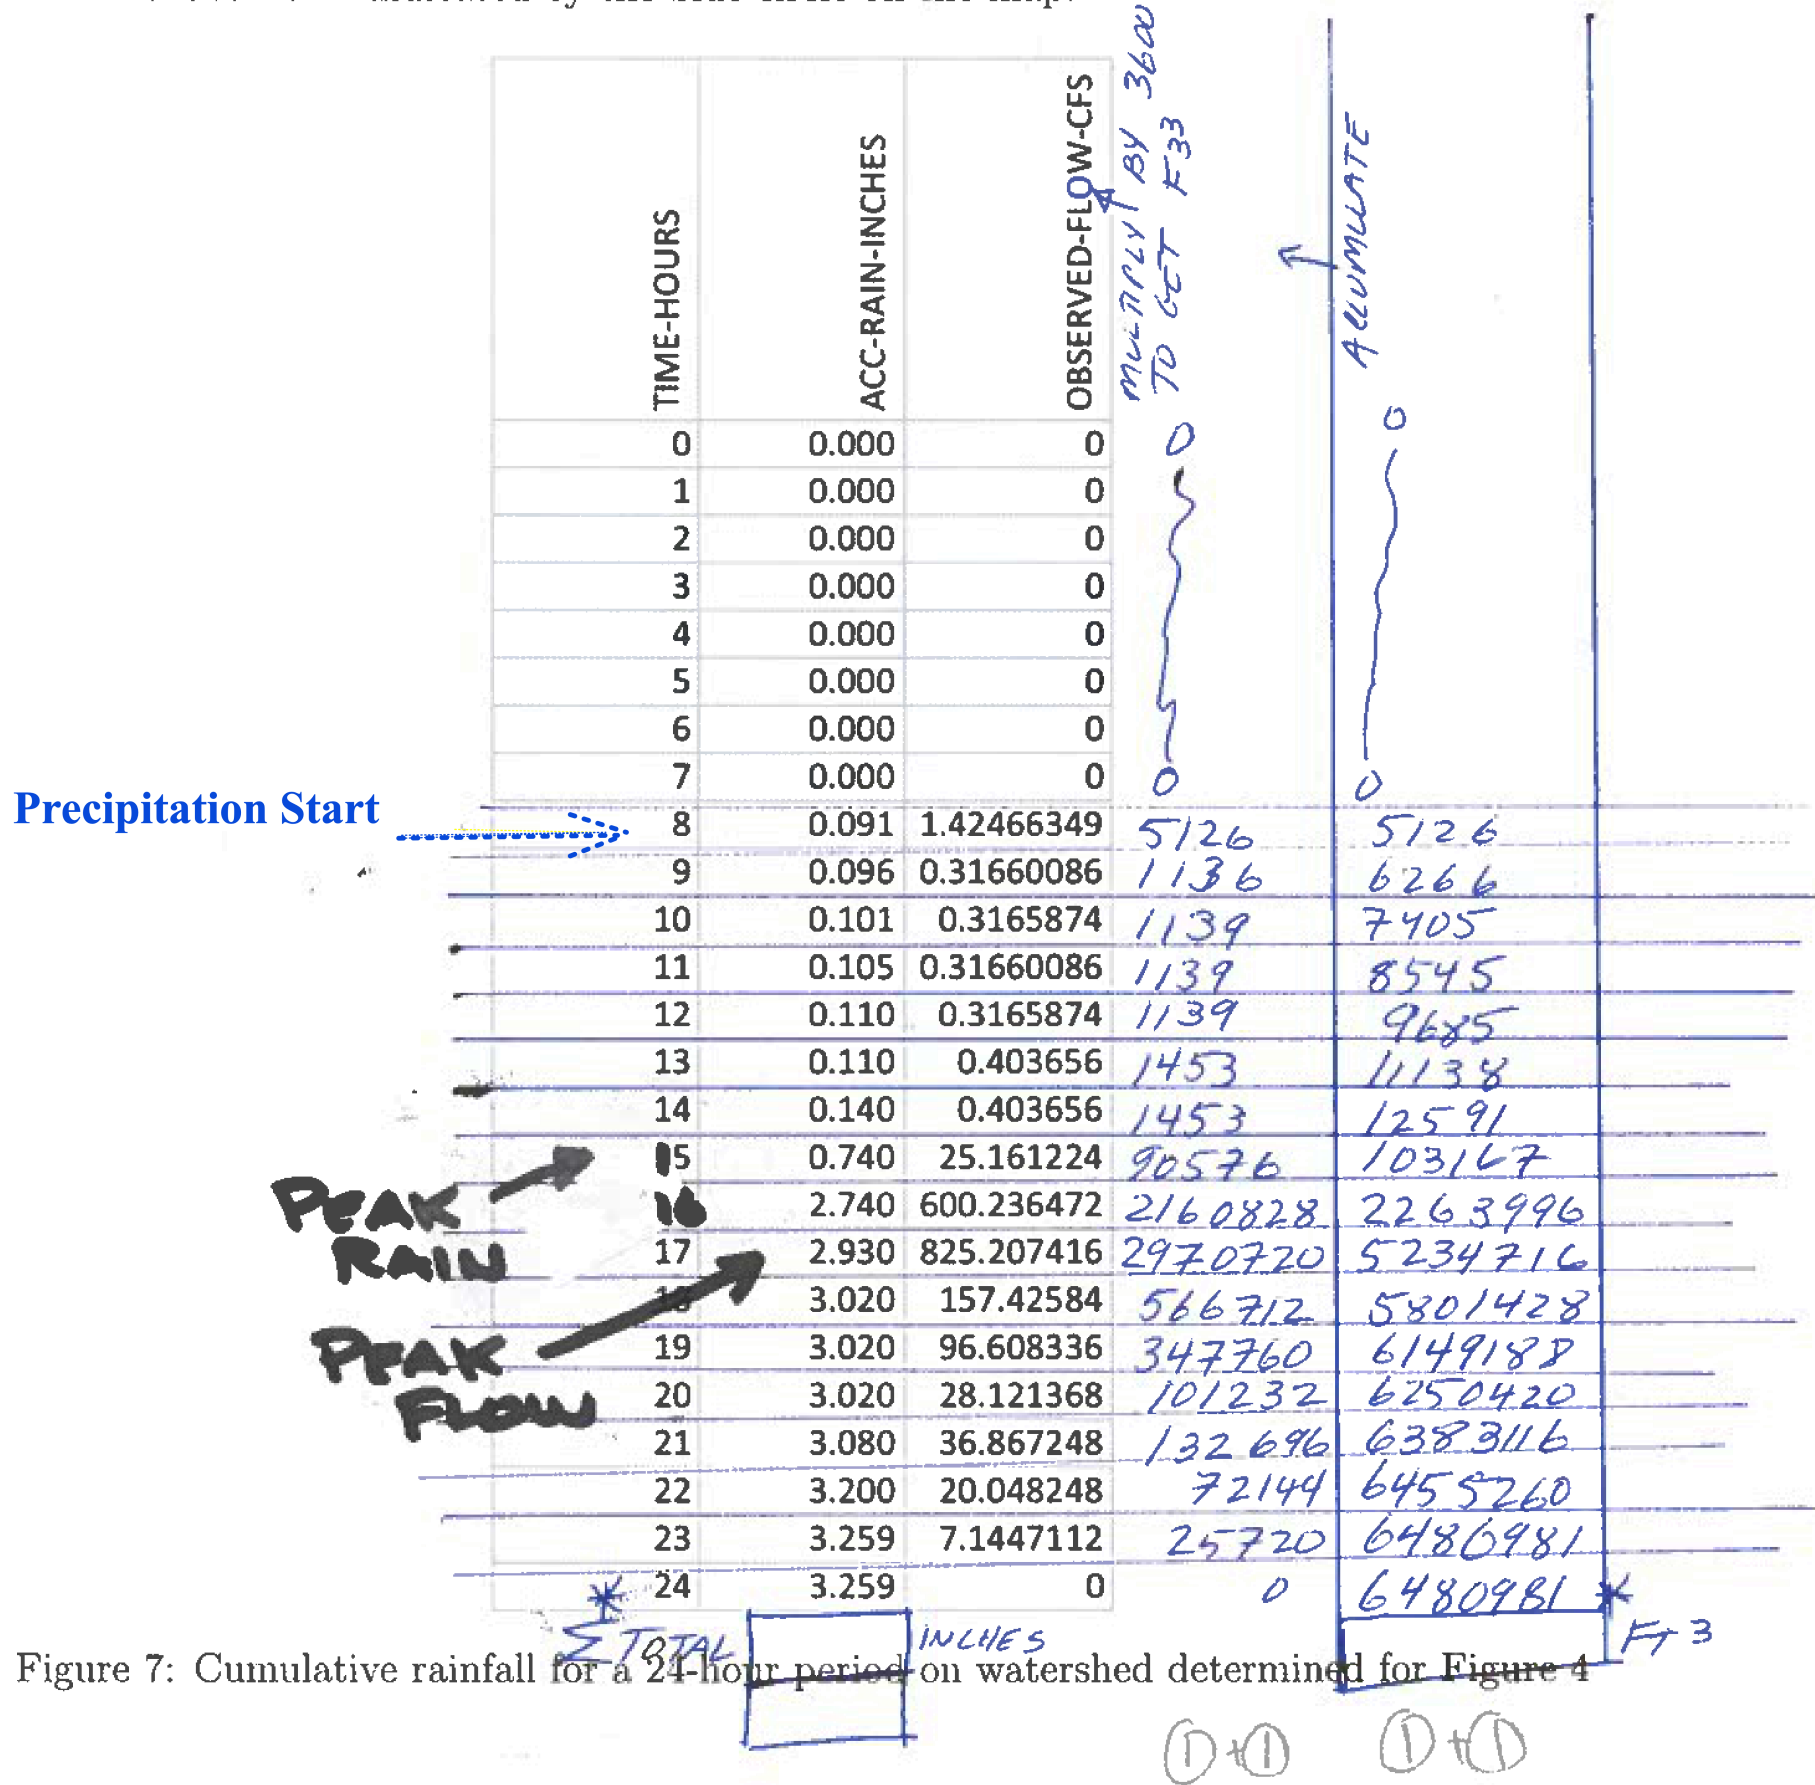 TIME-HOURS ACC-RAIN-INCHES OBSERVED-FLOW-CFS MULTIPLY BY 3600 TO GET F33 ACCUMULATE
0 0.000 0 0 0
1 0.000 0
2 0.000 0
3 0.000 0
4 0.000 0
5 0.000 0
6 0.000 0
7 0.000 0 0 0
Precipitation Start 8 0.091 1.42466349 5126 5126
9 0.096 0.31660086 1136 6266
10 0.101 0.3165874 1139 7405
11 0.105 0.31660086 1139 8545
12 0.110 0.3165874 1139 9685
13 0.110 0.403656 1453 11138
14 0.140 0.403656 1453 12591
15 0.740 25.161224 90576 103167
PEAK RAIN 16 2.740 600.236472 2160828 2263996
17 2.930 825.207416 2970720 5234716
18 3.020 157.42584 566712 5801428
PEAK FLOW 19 3.020 96.608336 347760 6149188
20 3.020 28.121368 101232 6250420
21 3.080 36.867248 132696 6383116
22 3.200 20.048248 72144 6455260
23 3.259 7.1447112 25720 6480981
24 3.259 0 0 6480981 *
* Σ TOTAL INCHES FT 3
Figure 7: Cumulative rainfall for a 24-hour period on watershed determined for Figure 4
① + ① ① + ①